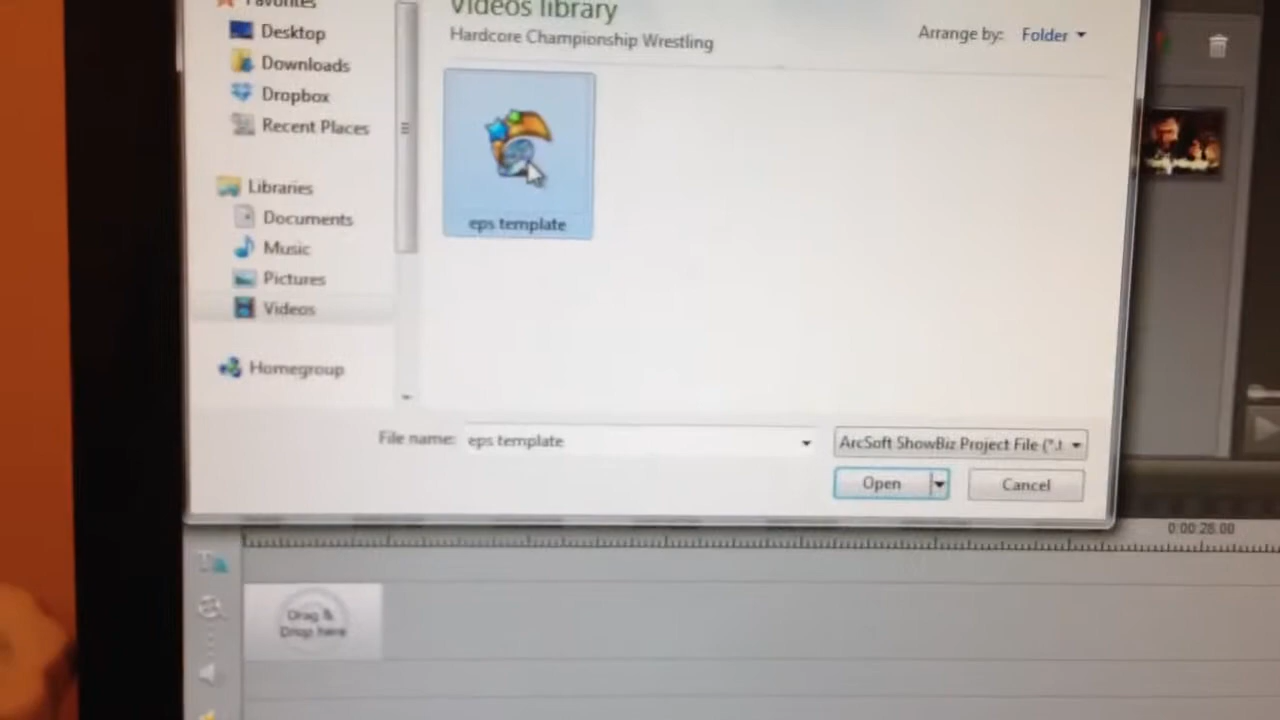 Favorites
Desktop
Downloads
Dropbox
Recent Places
Libraries
Documents
Music
Pictures
Videos
Homegroup
Videos library
Hardcore Championship Wrestling
Arrange by: Folder
eps template
File name: eps template
ArcSoft ShowBiz Project File (*.
Open
Cancel
0:00:28.00
Drag &
Drop here